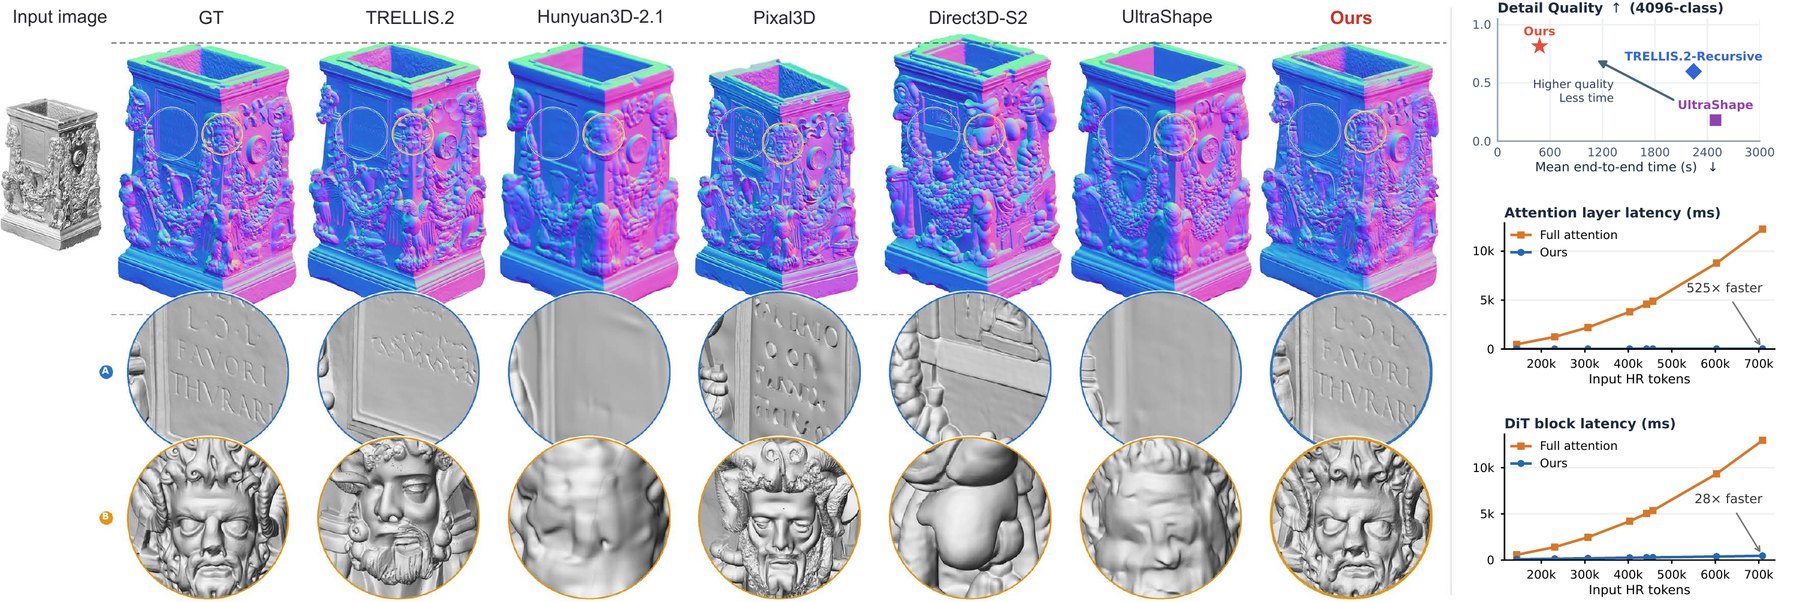 Input image
GT
TRELLIS.2
Hunyuan3D-2.1
Pixal3D
Direct3D-S2
UltraShape
Ours
A
L·Ɔ·L
FAVORI
THVRARI
L·Ɔ·L
FAVORI
THVRARI
B
Detail Quality ↑ (4096-class)
1.0
0.5
0.0
Ours
TRELLIS.2-Recursive
Higher quality
Less time
UltraShape
0 600 1200 1800 2400 3000
Mean end-to-end time (s) ↓
Attention layer latency (ms)
Full attention
Ours
10k
5k
0
525× faster
200k 300k 400k 500k 600k 700k
Input HR tokens
DiT block latency (ms)
Full attention
Ours
10k
5k
0
28× faster
200k 300k 400k 500k 600k 700k
Input HR tokens